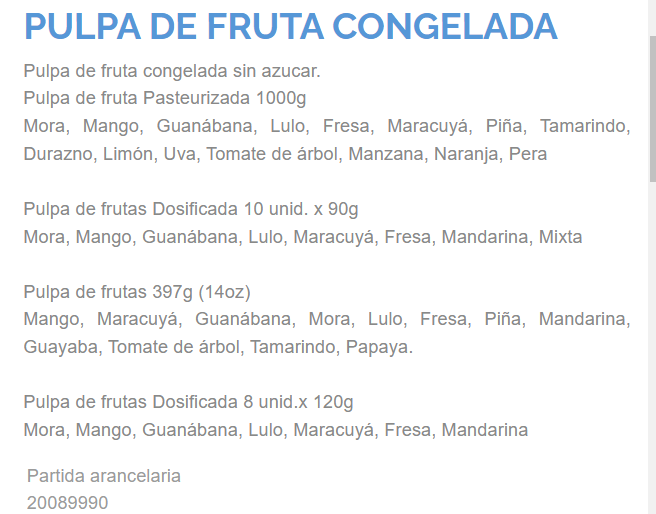 PULPA DE FRUTA CONGELADA
Pulpa de fruta congelada sin azucar.
Pulpa de fruta Pasteurizada 1000g
Mora, Mango, Guanábana, Lulo, Fresa, Maracuyá, Piña, Tamarindo,
Durazno, Limón, Uva, Tomate de árbol, Manzana, Naranja, Pera
Pulpa de frutas Dosificada 10 unid. x 90g
Mora, Mango, Guanábana, Lulo, Maracuyá, Fresa, Mandarina, Mixta
Pulpa de frutas 397g (14oz)
Mango, Maracuyá, Guanábana, Mora, Lulo, Fresa, Piña, Mandarina,
Guayaba, Tomate de árbol, Tamarindo, Papaya.
Pulpa de frutas Dosificada 8 unid.x 120g
Mora, Mango, Guanábana, Lulo, Maracuyá, Fresa, Mandarina
Partida arancelaria
20089990